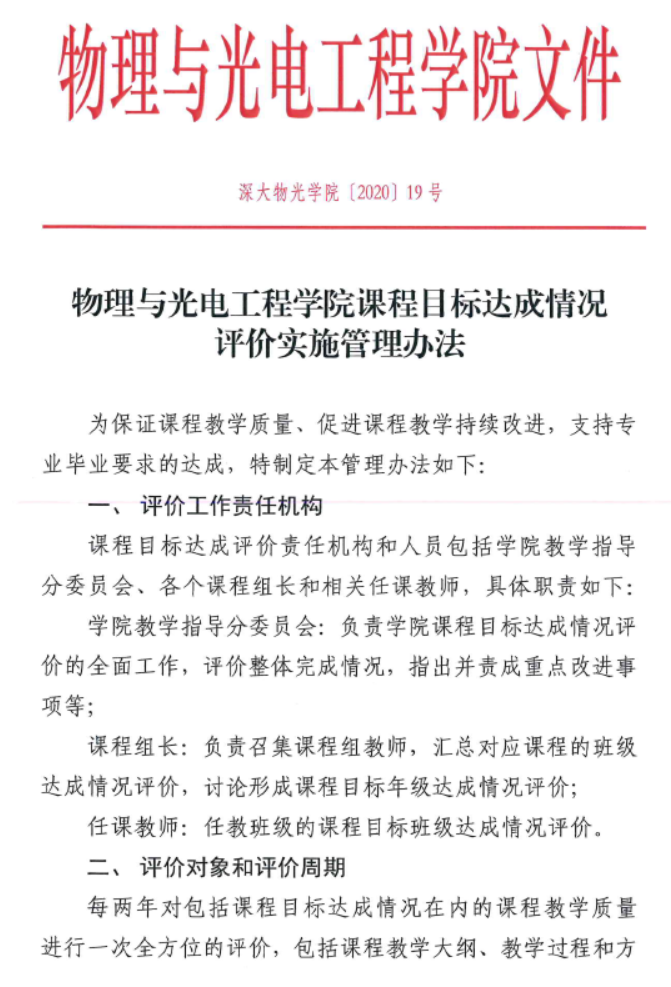 物理与光电工程学院文件
深大物光学院〔2020〕19 号
物理与光电工程学院课程目标达成情况
评价实施管理办法
为保证课程教学质量、促进课程教学持续改进，支持专
业毕业要求的达成，特制定本管理办法如下：
一、 评价工作责任机构
课程目标达成评价责任机构和人员包括学院教学指导
分委员会、各个课程组长和相关任课教师，具体职责如下：
学院教学指导分委员会：负责学院课程目标达成情况评
价的全面工作，评价整体完成情况，指出并责成重点改进事
项等；
课程组长：负责召集课程组教师，汇总对应课程的班级
达成情况评价，讨论形成课程目标年级达成情况评价；
任课教师：任教班级的课程目标班级达成情况评价。
二、 评价对象和评价周期
每两年对包括课程目标达成情况在内的课程教学质量
进行一次全方位的评价，包括课程教学大纲、教学过程和方